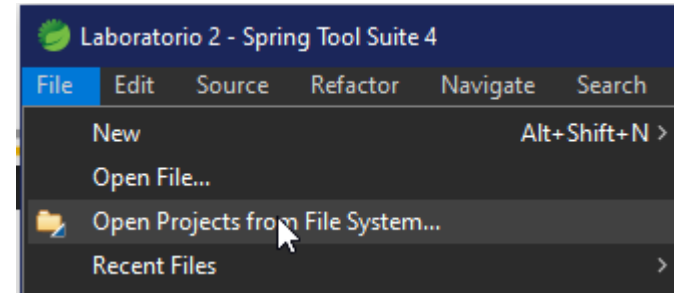 Laboratorio 2 - Spring Tool Suite 4
File Edit Source Refactor Navigate Search
New Alt+Shift+N >
Open File...
Open Projects from File System...
Recent Files >